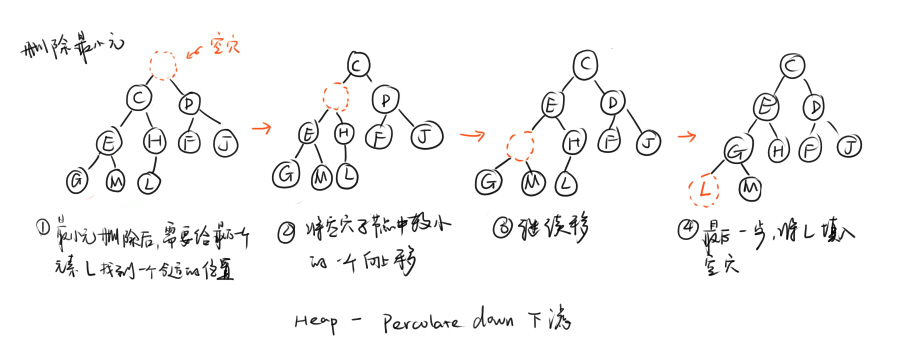 删除最小元
空穴
C D E H F J G M L
C D E H F J G M L
C E D H F J G M L
C E D G H F J L M
① 最小元删除后,需要给最后一个
元素 L 找到一个合适的位置
② 将空穴子节点中较小
的一个向上移
③ 继续移
④ 最后一步,将 L 填入
空穴
Heap - Perculate down 下滤